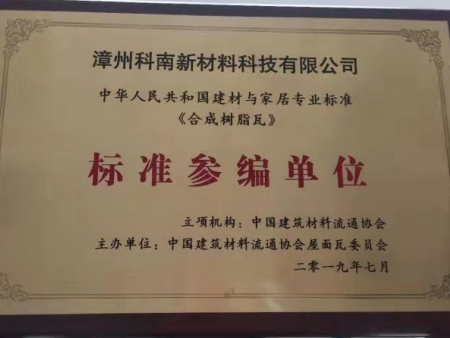 漳州科南新材料科技有限公司
中华人民共和国建材与家居专业标准
《合成树脂瓦》
标准参编单位
立项机构：中国建筑材料流通协会
主办单位：中国建筑材料流通协会屋面瓦委员会
二零一九年七月